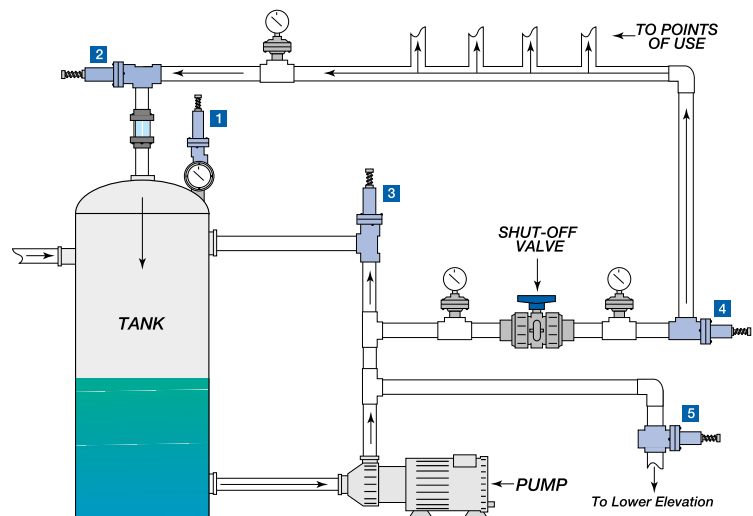 TO POINTS
OF USE
2
1
3
SHUT-OFF
VALVE
TANK
4
5
PUMP
To Lower Elevation